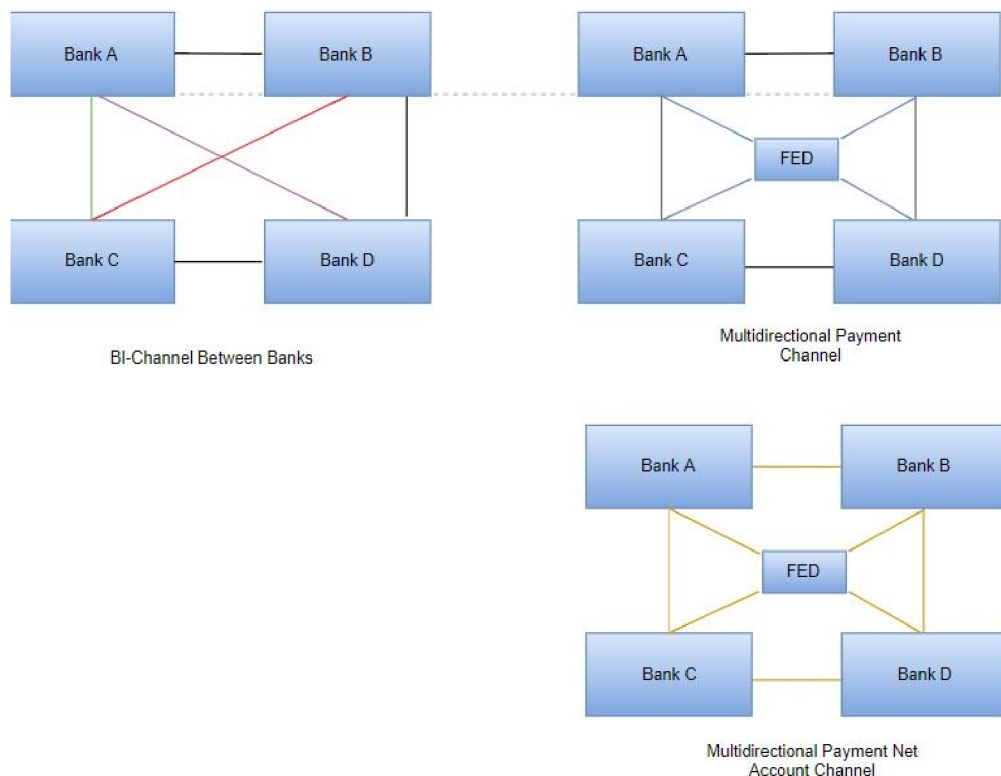 Bank A
Bank B
Bank C
Bank D
BI-Channel Between Banks
Bank A
Bank B
FED
Bank C
Bank D
Multidirectional Payment
Channel
Bank A
Bank B
FED
Bank C
Bank D
Multidirectional Payment Net
Account Channel